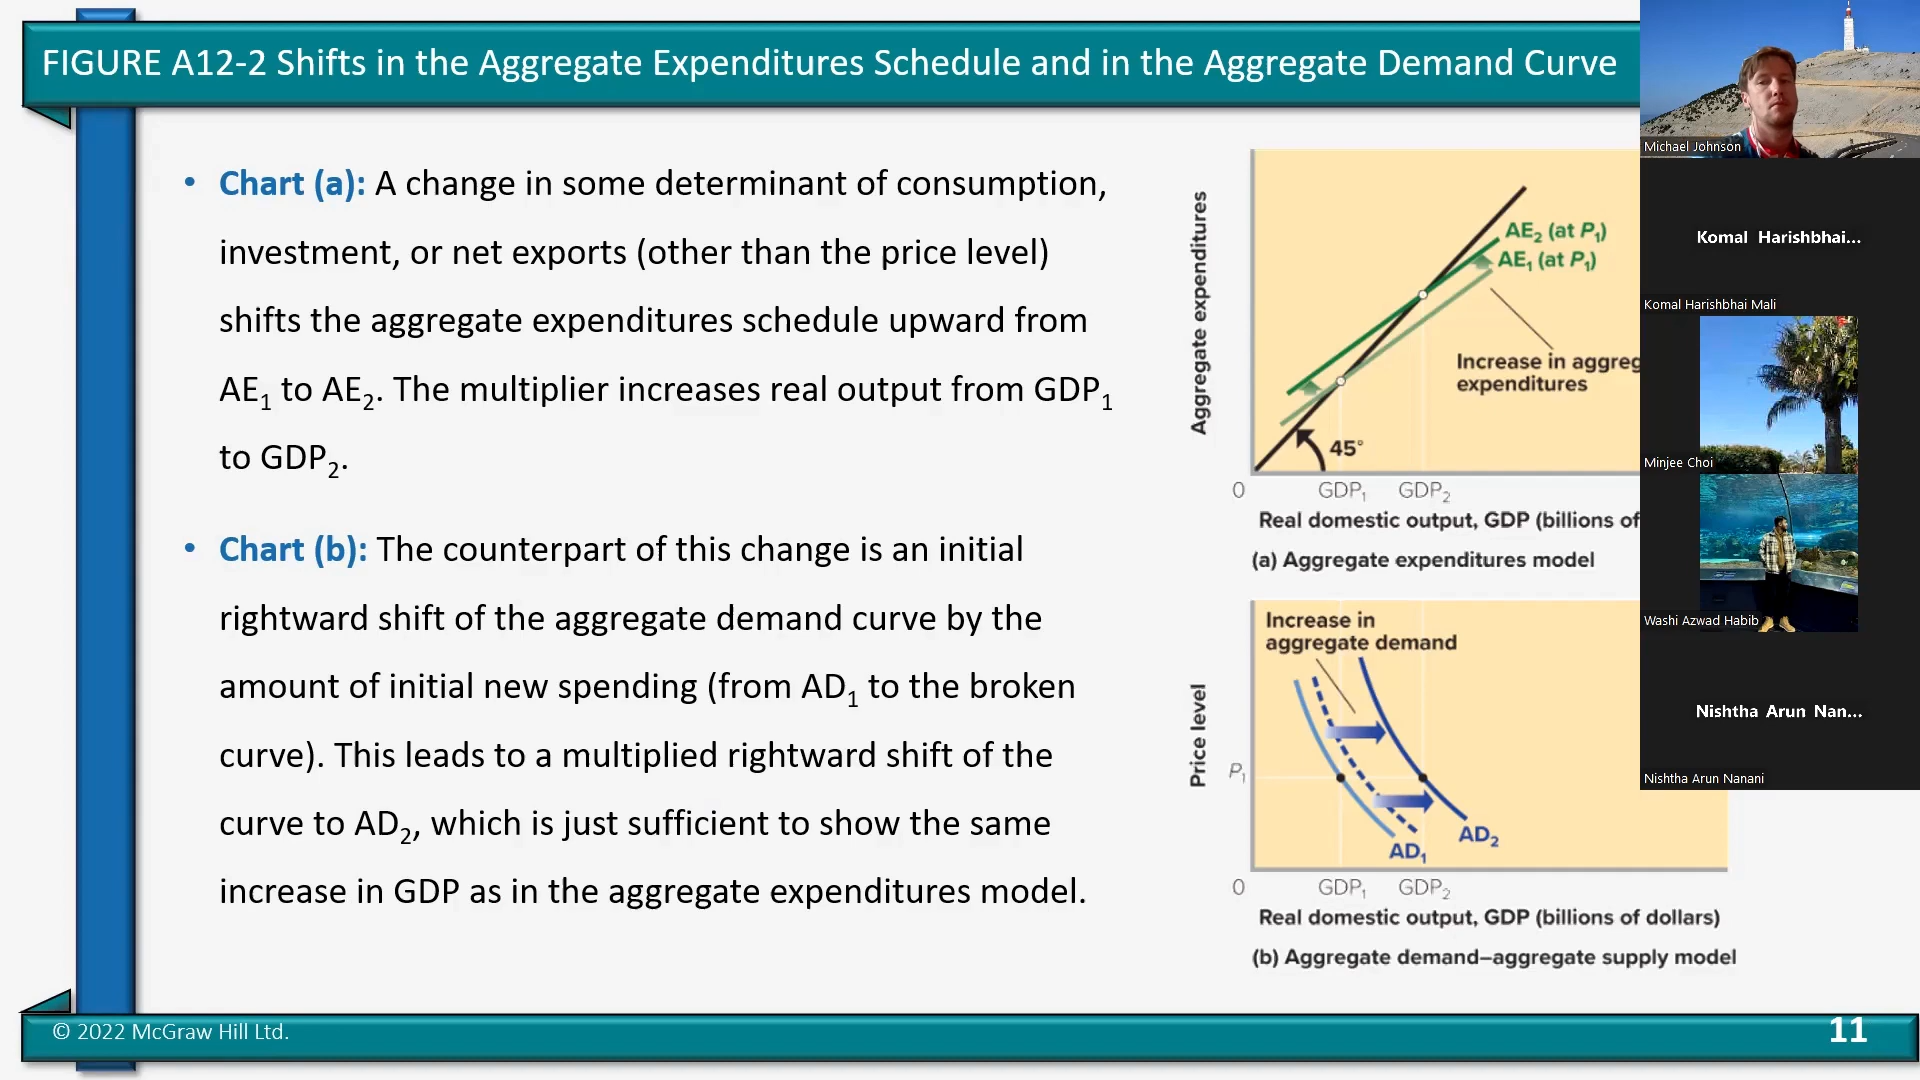 FIGURE A12-2 Shifts in the Aggregate Expenditures Schedule and in the Aggregate Demand Curve
• Chart (a): A change in some determinant of consumption,
investment, or net exports (other than the price level)
shifts the aggregate expenditures schedule upward from
AE₁ to AE₂. The multiplier increases real output from GDP₁
to GDP₂.
• Chart (b): The counterpart of this change is an initial
rightward shift of the aggregate demand curve by the
amount of initial new spending (from AD₁ to the broken
curve). This leads to a multiplied rightward shift of the
curve to AD₂, which is just sufficient to show the same
increase in GDP as in the aggregate expenditures model.
Aggregate expenditures
AE₂ (at P₁)
AE₁ (at P₁)
Increase in aggreg
expenditures
45°
0 GDP₁ GDP₂
Real domestic output, GDP (billions of
(a) Aggregate expenditures model
Increase in
aggregate demand
Price level
P₁
AD₂
AD₁
0 GDP₁ GDP₂
Real domestic output, GDP (billions of dollars)
(b) Aggregate demand–aggregate supply model
Michael Johnson
Komal Harishbhai...
Komal Harishbhai Mali
Minjee Choi
Washi Azwad Habib
Nishtha Arun Nan...
Nishtha Arun Nanani
© 2022 McGraw Hill Ltd.
11